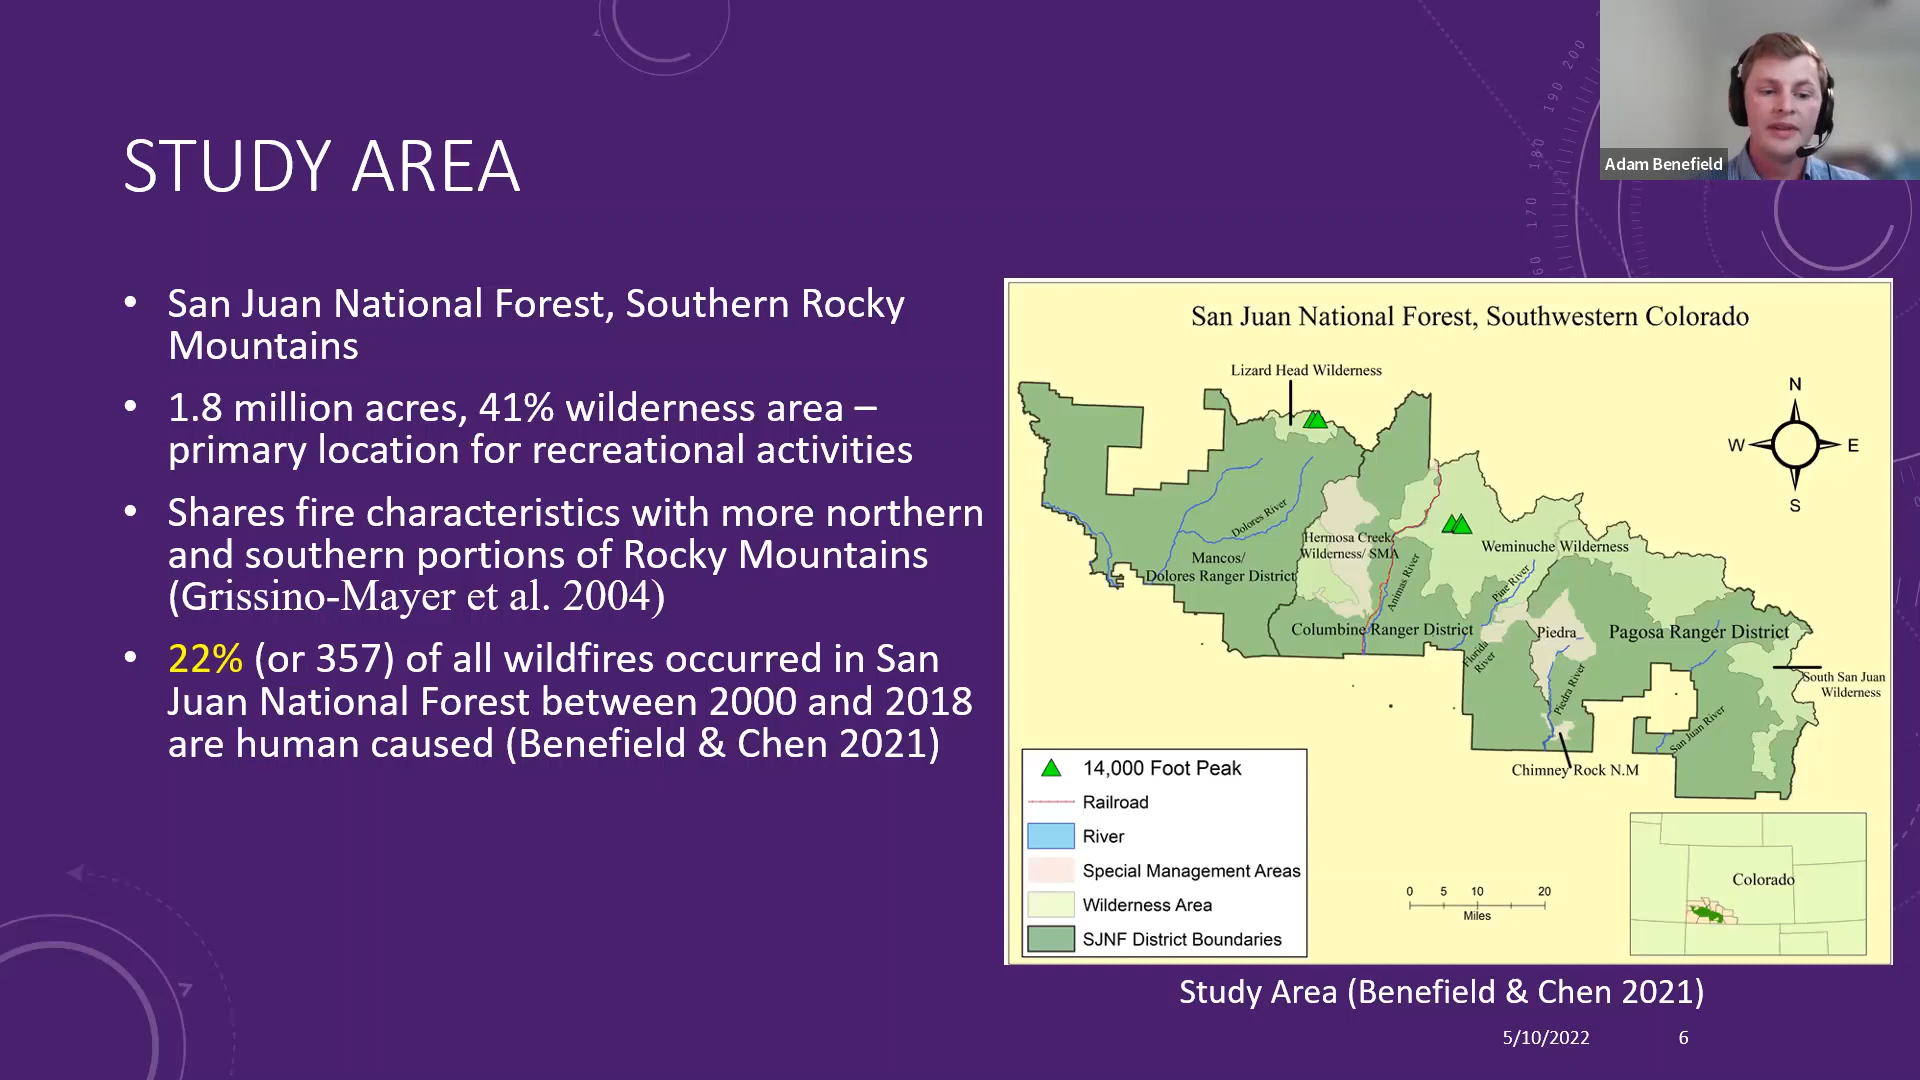 Adam Benefield
200
190
180
170
60
STUDY AREA
• San Juan National Forest, Southern Rocky
Mountains
• 1.8 million acres, 41% wilderness area –
primary location for recreational activities
• Shares fire characteristics with more northern
and southern portions of Rocky Mountains
(Grissino-Mayer et al. 2004)
• 22% (or 357) of all wildfires occurred in San
Juan National Forest between 2000 and 2018
are human caused (Benefield & Chen 2021)
San Juan National Forest, Southwestern Colorado
Lizard Head Wilderness
N
W
E
S
Dolores River
Hermosa Creek
Wilderness/ SMA
Mancos/
Dolores Ranger District
Animas River
Weminuche Wilderness
Pine River
Columbine Ranger District
Florida
River
Piedra
Pagosa Ranger District
Piedra River
South San Juan
Wilderness
San Juan River
Chimney Rock N.M
14,000 Foot Peak
Railroad
River
Special Management Areas
Wilderness Area
SJNF District Boundaries
0 5 10 20
Miles
Colorado
Study Area (Benefield & Chen 2021)
5/10/2022
6